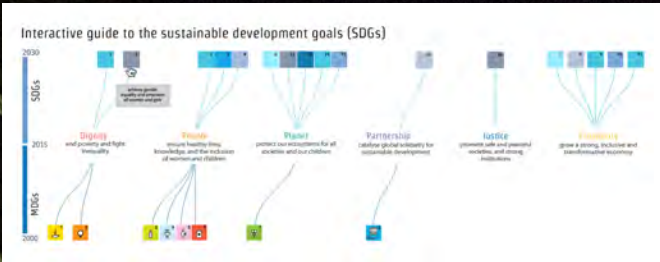 Interactive guide to the sustainable development goals (SDGs)
2030
SDGs
achieve gender
equality and empower
all women and girls
2015
Dignity
end poverty and fight
inequality
People
ensure healthy lives,
knowledge, and the inclusion
of women and children
Planet
protect our ecosystems for all
societies and our children
Partnership
catalyse global solidarity for
sustainable development
Justice
promote safe and peaceful
societies, and strong
institutions
Prosperity
grow a strong, inclusive and
transformative economy
MDGs
2000